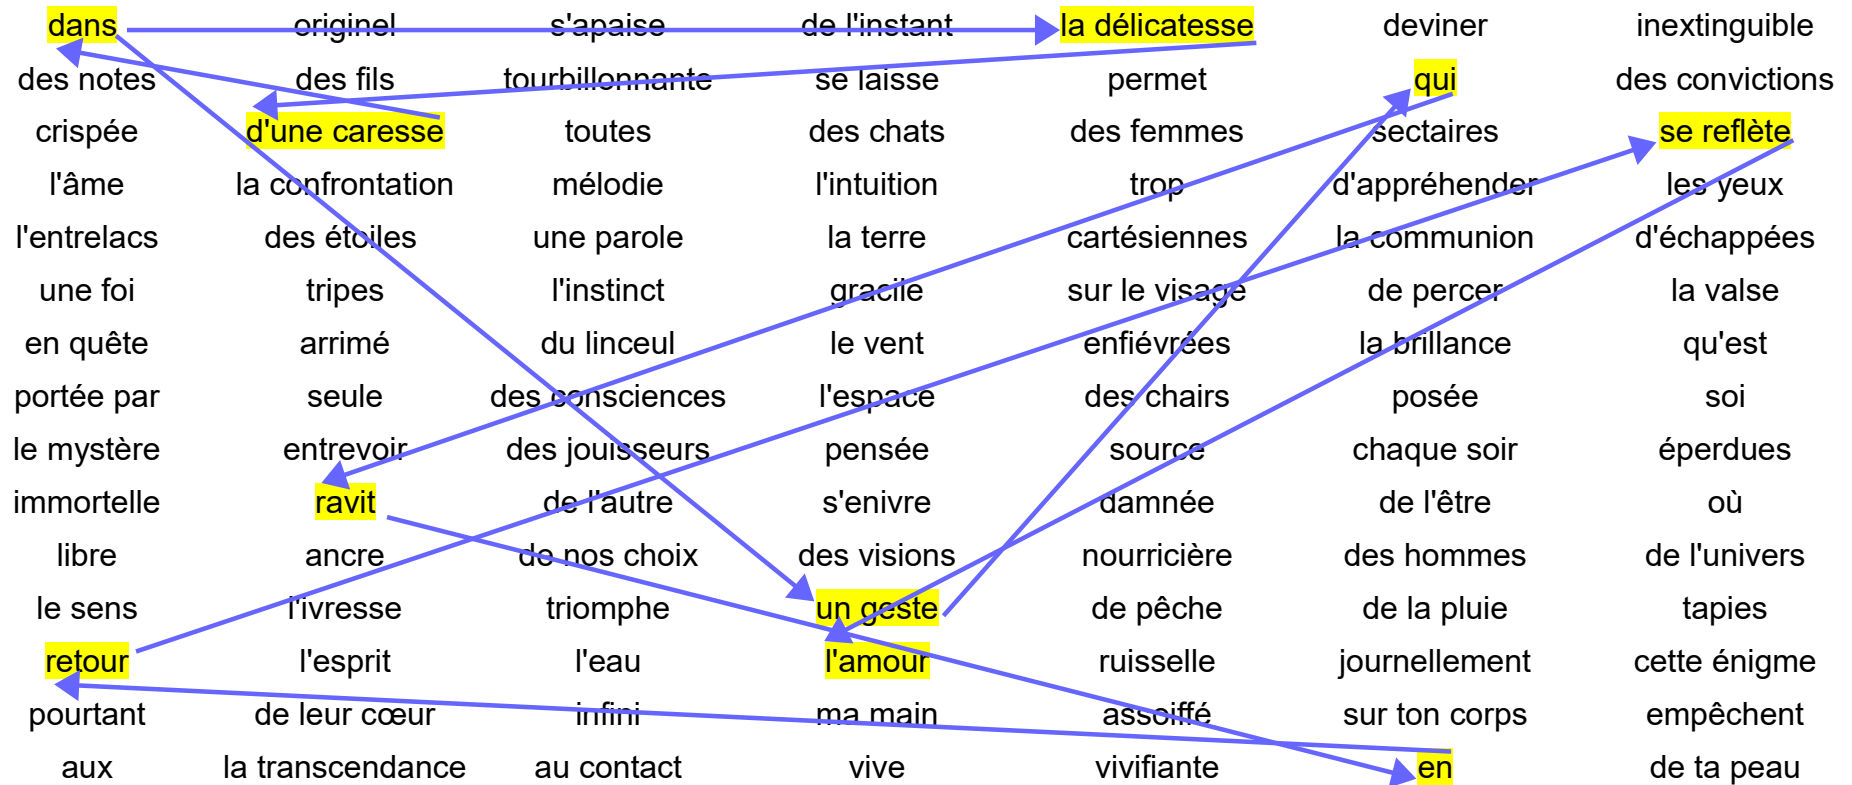 dans originel s'apaise de l'instant la délicatesse deviner inextinguible
des notes des fils tourbillonnante se laisse permet qui des convictions
crispée d'une caresse toutes des chats des femmes sectaires se reflète
l'âme la confrontation mélodie l'intuition trop d'appréhender les yeux
l'entrelacs des étoiles une parole la terre cartésiennes la communion d'échappées
une foi tripes l'instinct gracile sur le visage de percer la valse
en quête arrimé du linceul le vent enfiévrées la brillance qu'est
portée par seule des consciences l'espace des chairs posée soi
le mystère entrevoir des jouisseurs pensée source chaque soir éperdues
immortelle ravit de l'autre s'enivre damnée de l'être où
libre ancre de nos choix des visions nourricière des hommes de l'univers
le sens l'ivresse triomphe un geste de pêche de la pluie tapies
retour l'esprit l'eau l'amour ruisselle journellement cette énigme
pourtant de leur cœur infini ma main assoiffé sur ton corps empêchent
aux la transcendance au contact vive vivifiante en de ta peau